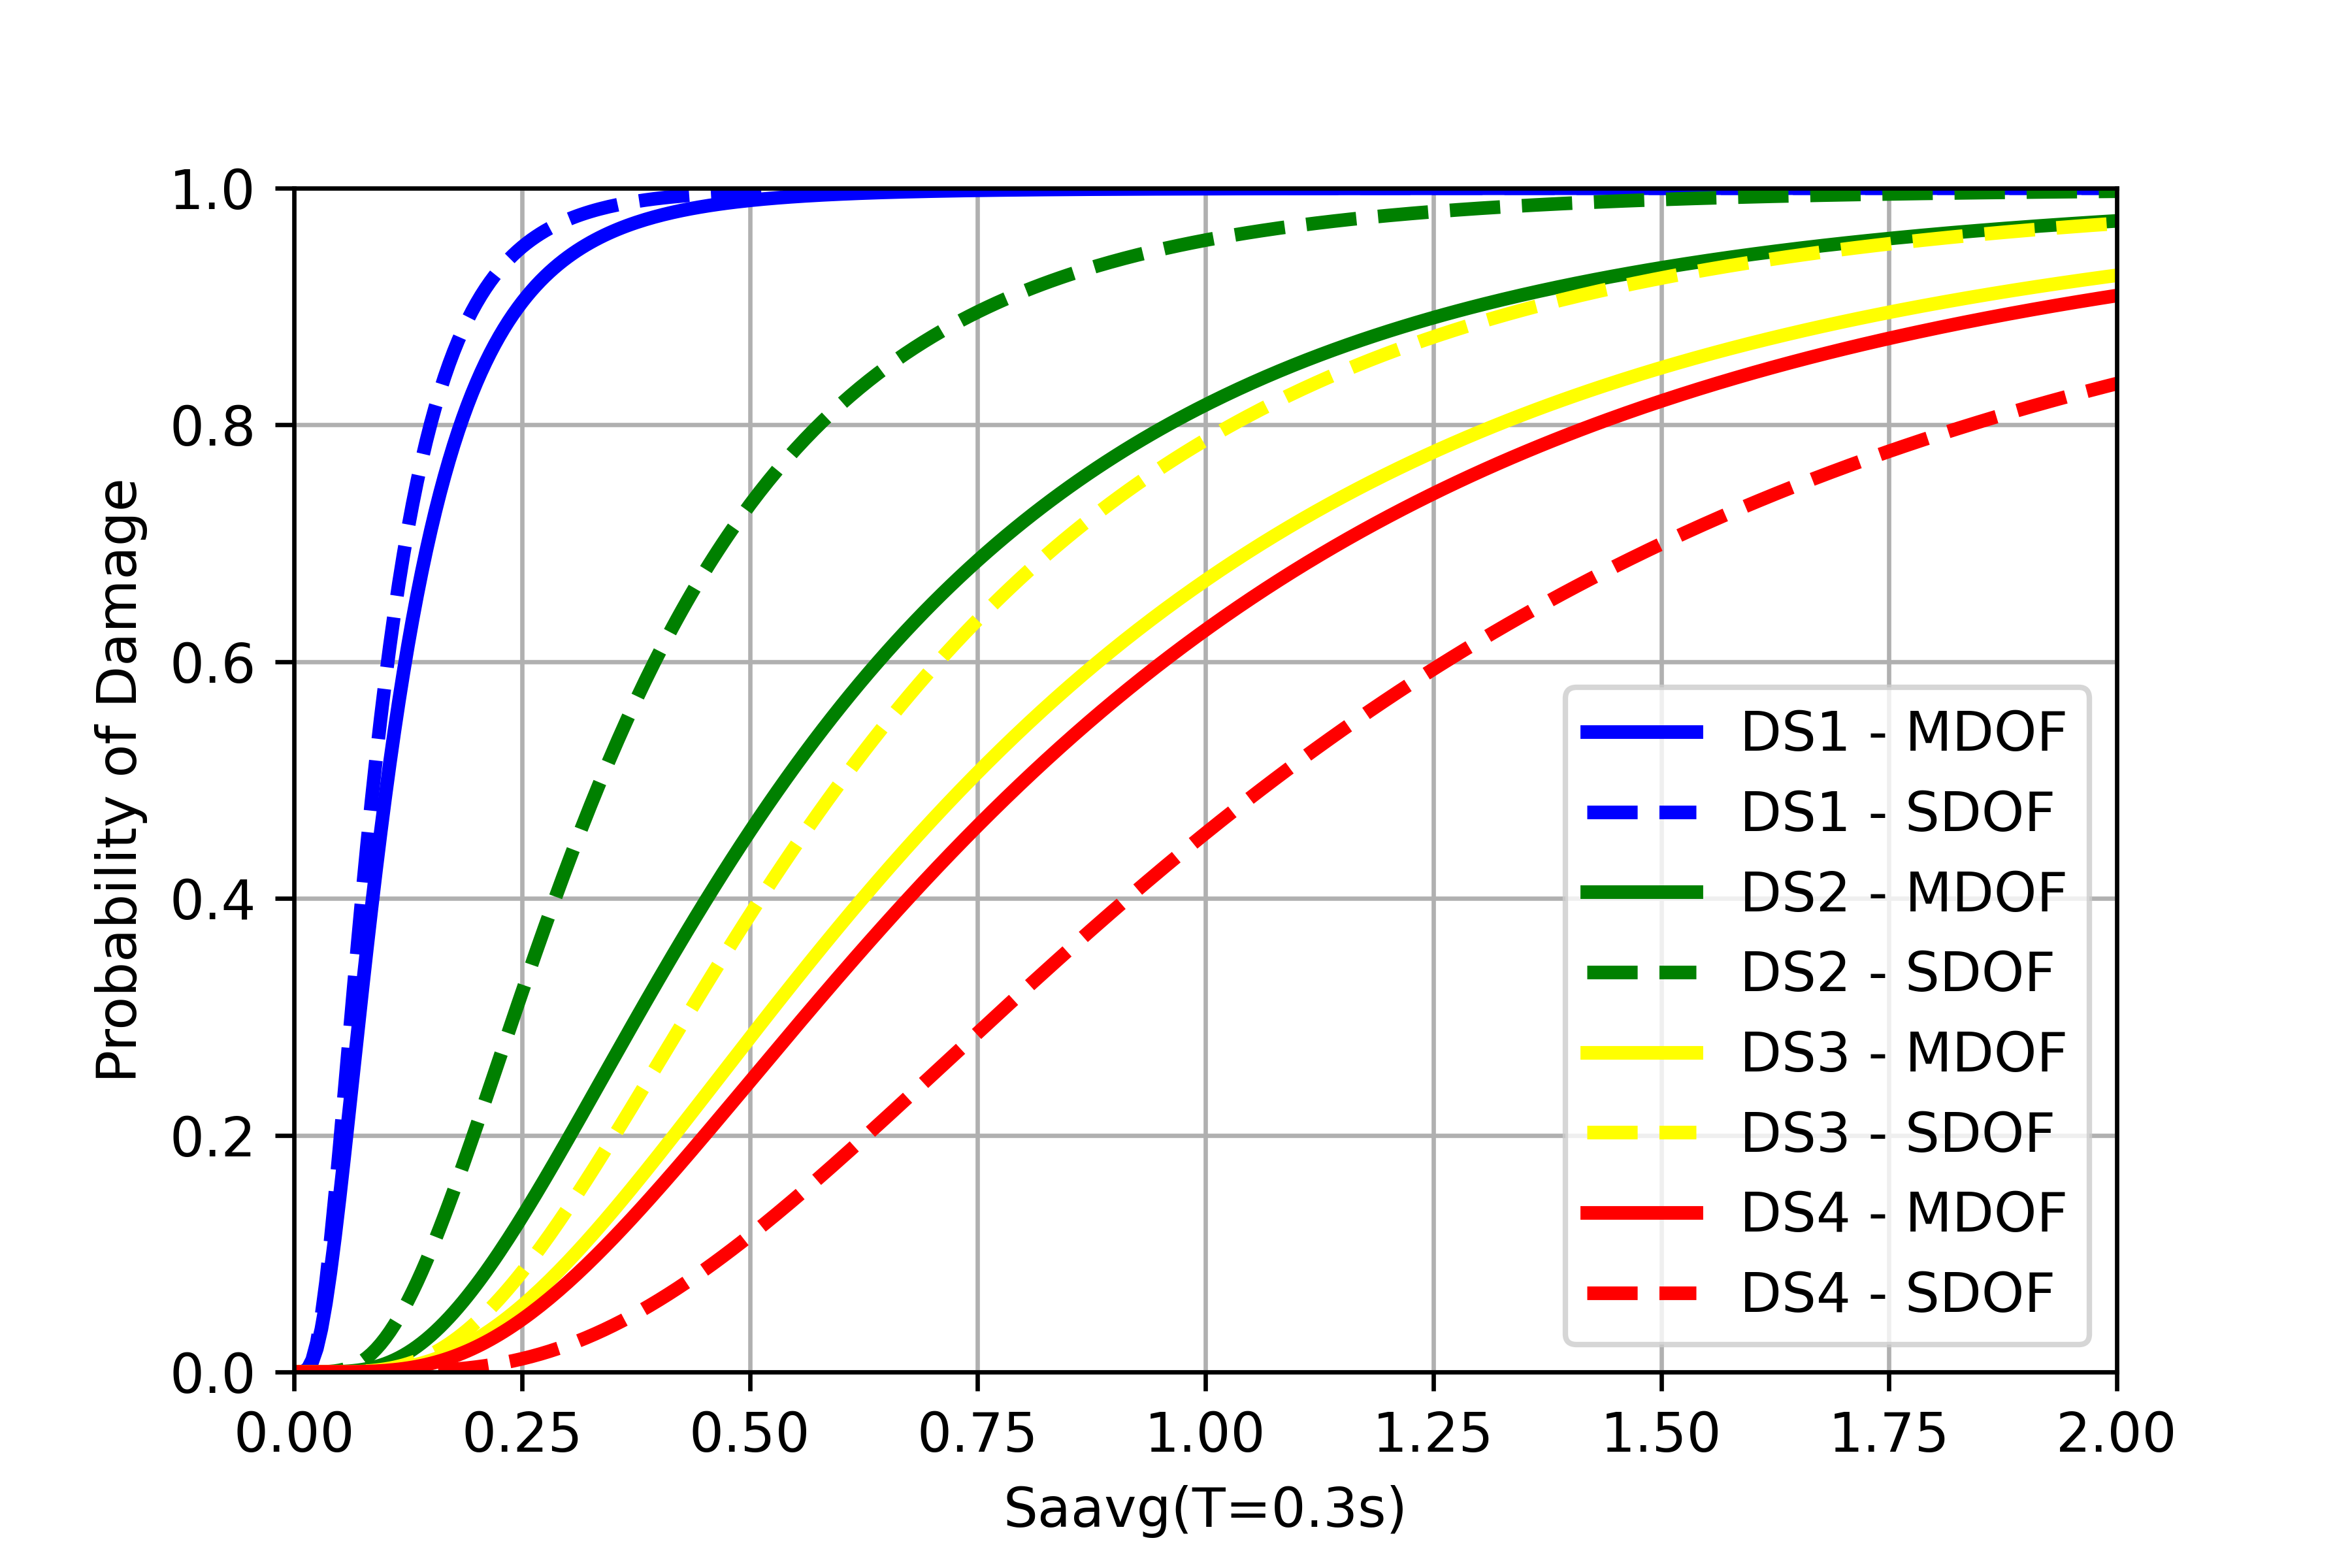 1.0
0.8
0.6
0.4
0.2
0.0
Probability of Damage
DS1 - MDOF
DS1 - SDOF
DS2 - MDOF
DS2 - SDOF
DS3 - MDOF
DS3 - SDOF
DS4 - MDOF
DS4 - SDOF
0.00 0.25 0.50 0.75 1.00 1.25 1.50 1.75 2.00
Saavg(T=0.3s)